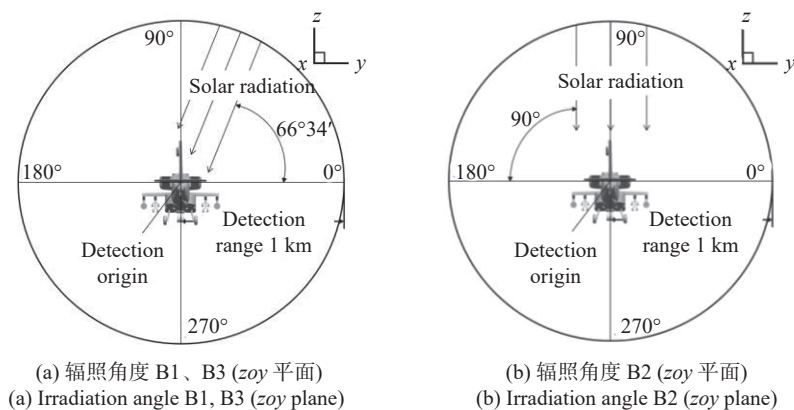 z
90°
x
y
Solar radiation
66°34′
180°
0°
Detection
range 1 km
Detection
origin
270°
(a) 辐照角度 B1、B3 (zoy 平面)
(a) Irradiation angle B1, B3 (zoy plane)
z
90°
x
y
Solar radiation
90°
180°
0°
Detection
range 1 km
Detection
origin
270°
(b) 辐照角度 B2 (zoy 平面)
(b) Irradiation angle B2 (zoy plane)